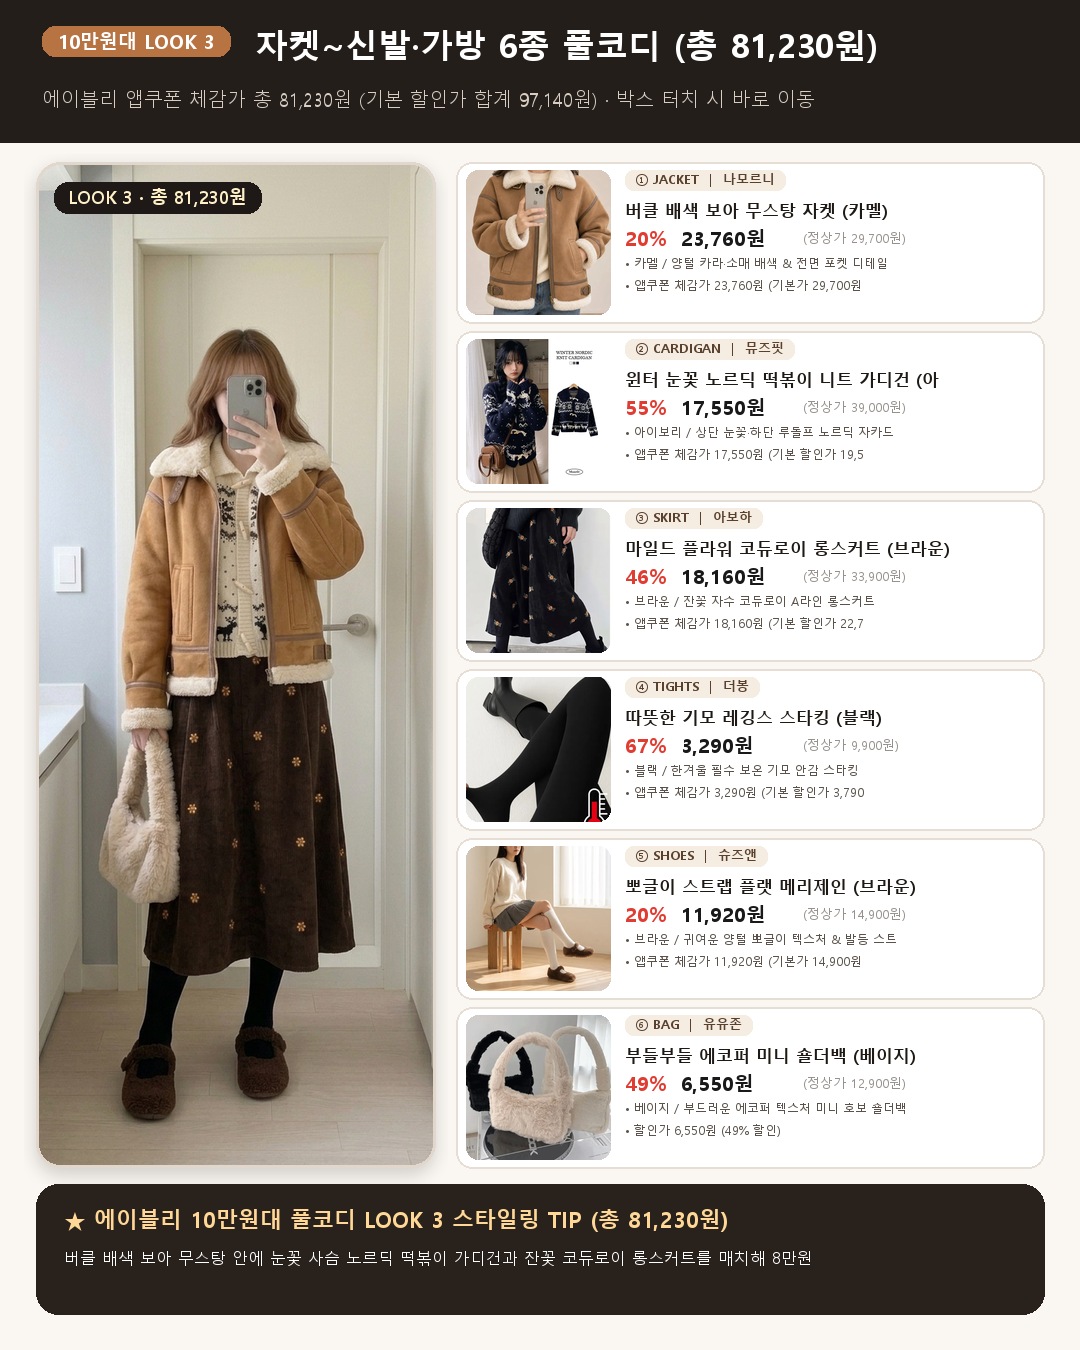 10만원대 LOOK 3
자켓~신발·가방 6종 풀코디 (총 81,230원)
에이블리 앱쿠폰 체감가 총 81,230원 (기본 할인가 합계 97,140원) · 박스 터치 시 바로 이동
LOOK 3 · 총 81,230원
① JACKET | 나모르니
버클 배색 보아 무스탕 자켓 (카멜)
20% 23,760원 (정상가 29,700원)
• 카멜 / 양털 카라·소매 배색 & 전면 포켓 디테일
• 앱쿠폰 체감가 23,760원 (기본가 29,700원
WINTER NORDIC
KNIT CARDIGAN
② CARDIGAN | 뮤즈핏
윈터 눈꽃 노르딕 떡볶이 니트 가디건 (아
55% 17,550원 (정상가 39,000원)
• 아이보리 / 상단 눈꽃·하단 루돌프 노르딕 자카드
• 앱쿠폰 체감가 17,550원 (기본 할인가 19,5
③ SKIRT | 아보하
마일드 플라워 코듀로이 롱스커트 (브라운)
46% 18,160원 (정상가 33,900원)
• 브라운 / 잔꽃 자수 코듀로이 A라인 롱스커트
• 앱쿠폰 체감가 18,160원 (기본 할인가 22,7
④ TIGHTS | 더봉
따뜻한 기모 레깅스 스타킹 (블랙)
67% 3,290원 (정상가 9,900원)
• 블랙 / 한겨울 필수 보온 기모 안감 스타킹
• 앱쿠폰 체감가 3,290원 (기본 할인가 3,790
⑤ SHOES | 슈즈앤
뽀글이 스트랩 플랫 메리제인 (브라운)
20% 11,920원 (정상가 14,900원)
• 브라운 / 귀여운 양털 뽀글이 텍스처 & 발등 스트
• 앱쿠폰 체감가 11,920원 (기본가 14,900원
⑥ BAG | 유유존
부들부들 에코퍼 미니 숄더백 (베이지)
49% 6,550원 (정상가 12,900원)
• 베이지 / 부드러운 에코퍼 텍스처 미니 호보 숄더백
• 할인가 6,550원 (49% 할인)
★ 에이블리 10만원대 풀코디 LOOK 3 스타일링 TIP (총 81,230원)
버클 배색 보아 무스탕 안에 눈꽃 사슴 노르딕 떡볶이 가디건과 잔꽃 코듀로이 롱스커트를 매치해 8만원